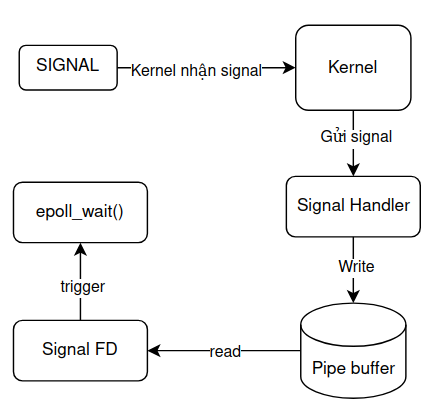 SIGNAL
Kernel nhận signal
Kernel
Gửi signal
Signal Handler
Write
Pipe buffer
read
Signal FD
trigger
epoll_wait()